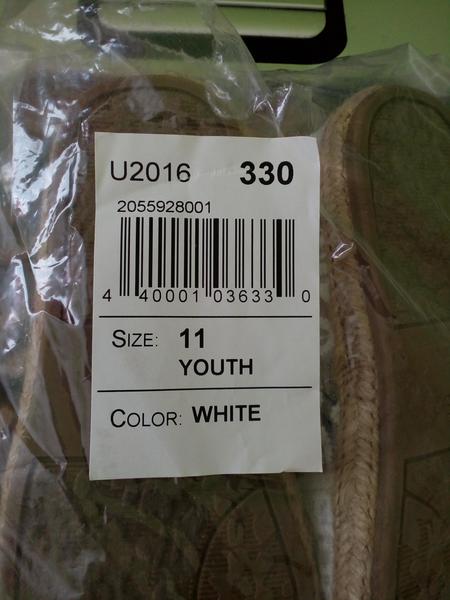 U2016 330
2055928001
4 40001 03633 0
SIZE: 11
YOUTH
COLOR: WHITE